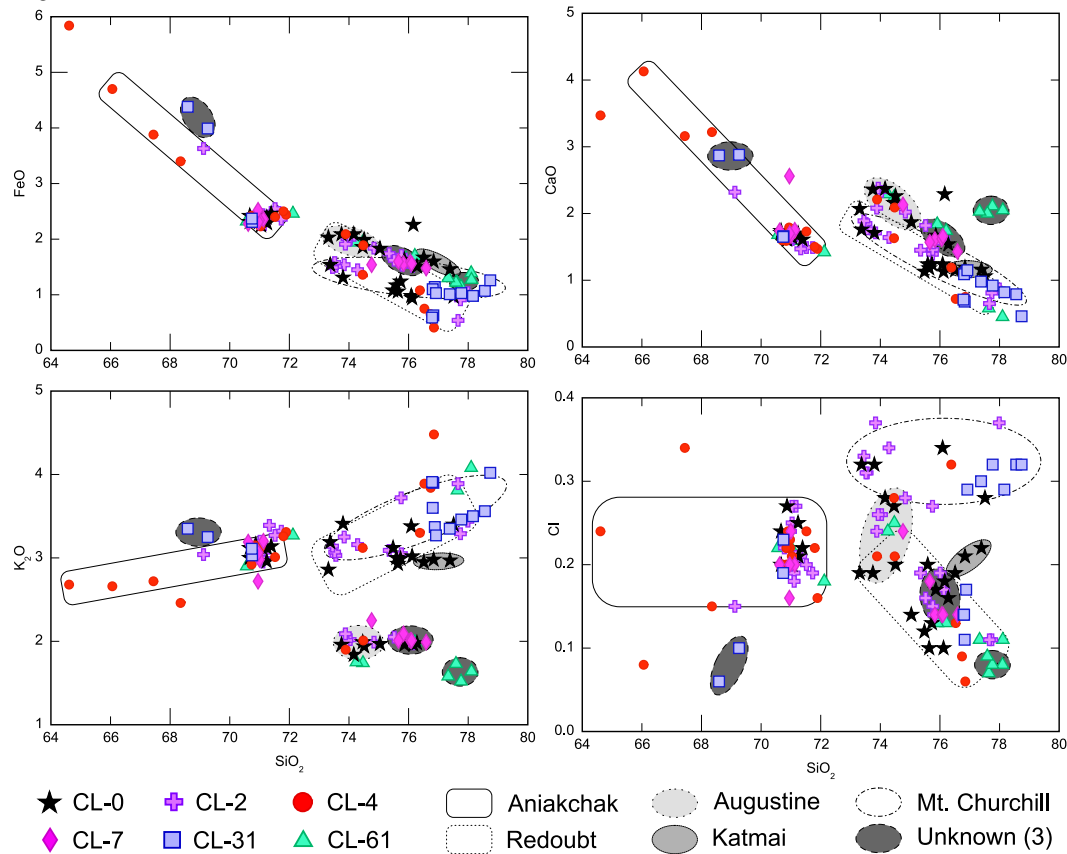 6
5
4
3
2
1
0
FeO
64 66 68 70 72 74 76 78 80
5
4
3
2
1
0
CaO
64 66 68 70 72 74 76 78 80
5
4
3
2
1
K₂O
64 66 68 70 72 74 76 78 80
SiO₂
0.4
0.3
0.2
0.1
0.0
Cl
64 66 68 70 72 74 76 78 80
SiO₂
CL-0 CL-2 CL-4 Aniakchak Augustine Mt. Churchill
CL-7 CL-31 CL-61 Redoubt Katmai Unknown (3)